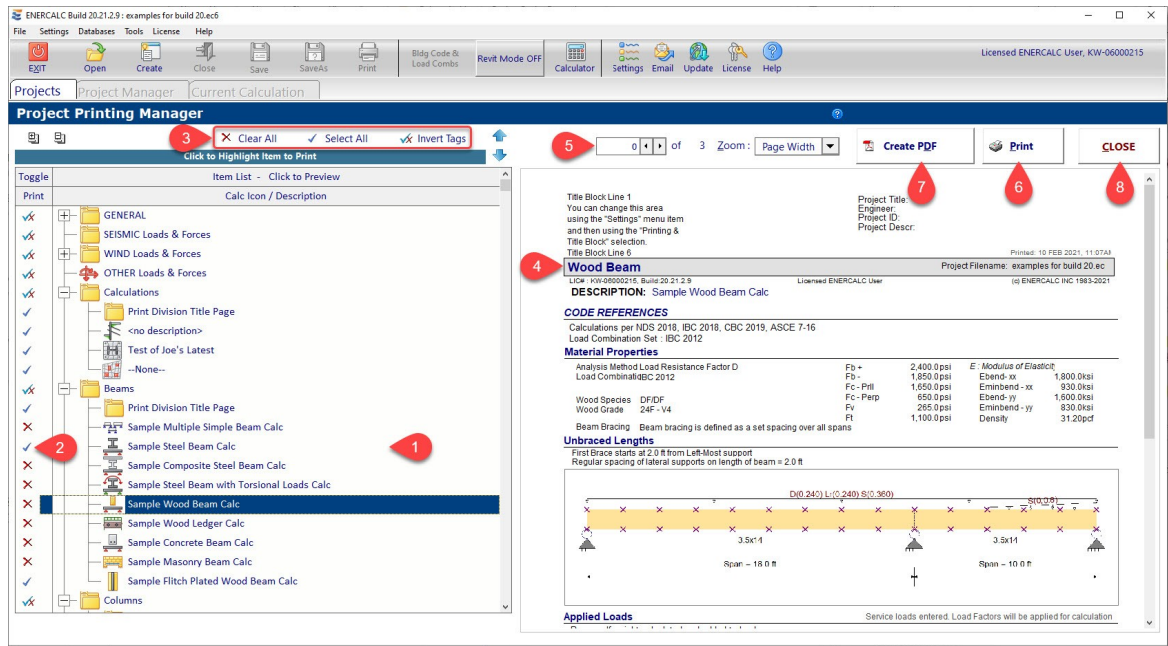 ENERCALC Build 20.21.2.9 : examples for build 20.ec6
File Settings Databases Tools License Help
EXIT Open Create Close Save SaveAs Print Bldg Code & Load Combs Revit Mode OFF Calculator Settings Email Update License Help Licensed ENERCALC User, KW-06000215
Projects Project Manager Current Calculation
Project Printing Manager
3 Clear All Select All Invert Tags
Click to Highlight Item to Print
5 0 of 3 Zoom : Page Width Create PDF Print CLOSE
7 6 8
Toggle Item List - Click to Preview
Print Calc Icon / Description
GENERAL
SEISMIC Loads & Forces
WIND Loads & Forces
OTHER Loads & Forces
Calculations
Print Division Title Page
<no description>
Test of Joe's Latest
--None--
Beams
Print Division Title Page
Sample Multiple Simple Beam Calc
2 Sample Steel Beam Calc 1
Sample Composite Steel Beam Calc
Sample Steel Beam with Torsional Loads Calc
Sample Wood Beam Calc
Sample Wood Ledger Calc
Sample Concrete Beam Calc
Sample Masonry Beam Calc
Sample Flitch Plated Wood Beam Calc
Columns
Title Block Line 1
You can change this area
using the "Settings" menu item
and then using the "Printing &
Title Block" selection.
Title Block Line 6
Project Title:
Engineer:
Project ID:
Project Descr:
Printed: 10 FEB 2021, 11:07AM
4 Wood Beam Project Filename: examples for build 20.ec
LIC# : KW-06000215, Build:20.21.2.9 Licensed ENERCALC User (c) ENERCALC INC 1983-2021
DESCRIPTION: Sample Wood Beam Calc
CODE REFERENCES
Calculations per NDS 2018, IBC 2018, CBC 2019, ASCE 7-16
Load Combination Set : IBC 2012
Material Properties
Analysis Method Load Resistance Factor D Fb + 2,400.0 psi E : Modulus of Elasticity
Load Combinatio IBC 2012 Fb - 1,850.0 psi Ebend- xx 1,800.0ksi
Fc - Prll 1,650.0 psi Eminbend - xx 930.0ksi
Wood Species DF/DF Fc - Perp 650.0 psi Ebend- yy 1,600.0ksi
Wood Grade 24F - V4 Fv 265.0 psi Eminbend - yy 830.0ksi
Ft 1,100.0 psi Density 31.20pcf
Beam Bracing Beam bracing is defined as a set spacing over all spans
Unbraced Lengths
First Brace starts at 2.0 ft from Left-Most support
Regular spacing of lateral supports on length of beam = 2.0 ft
D(0.240) Lr(0.240) S(0.360)
3.5x14 3.5x14
Span = 18.0 ft Span = 10.0 ft
Applied Loads Service loads entered. Load Factors will be applied for calculation